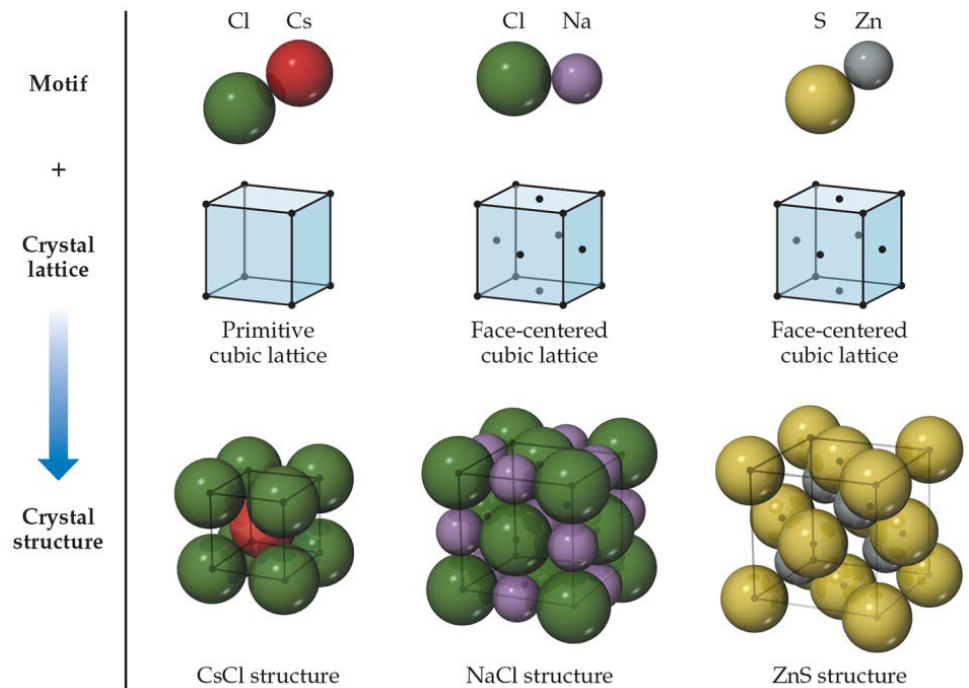 Cl Cs
Cl Na
S Zn
Motif
+
Crystal
lattice
Primitive
cubic lattice
Face-centered
cubic lattice
Face-centered
cubic lattice
Crystal
structure
CsCl structure
NaCl structure
ZnS structure